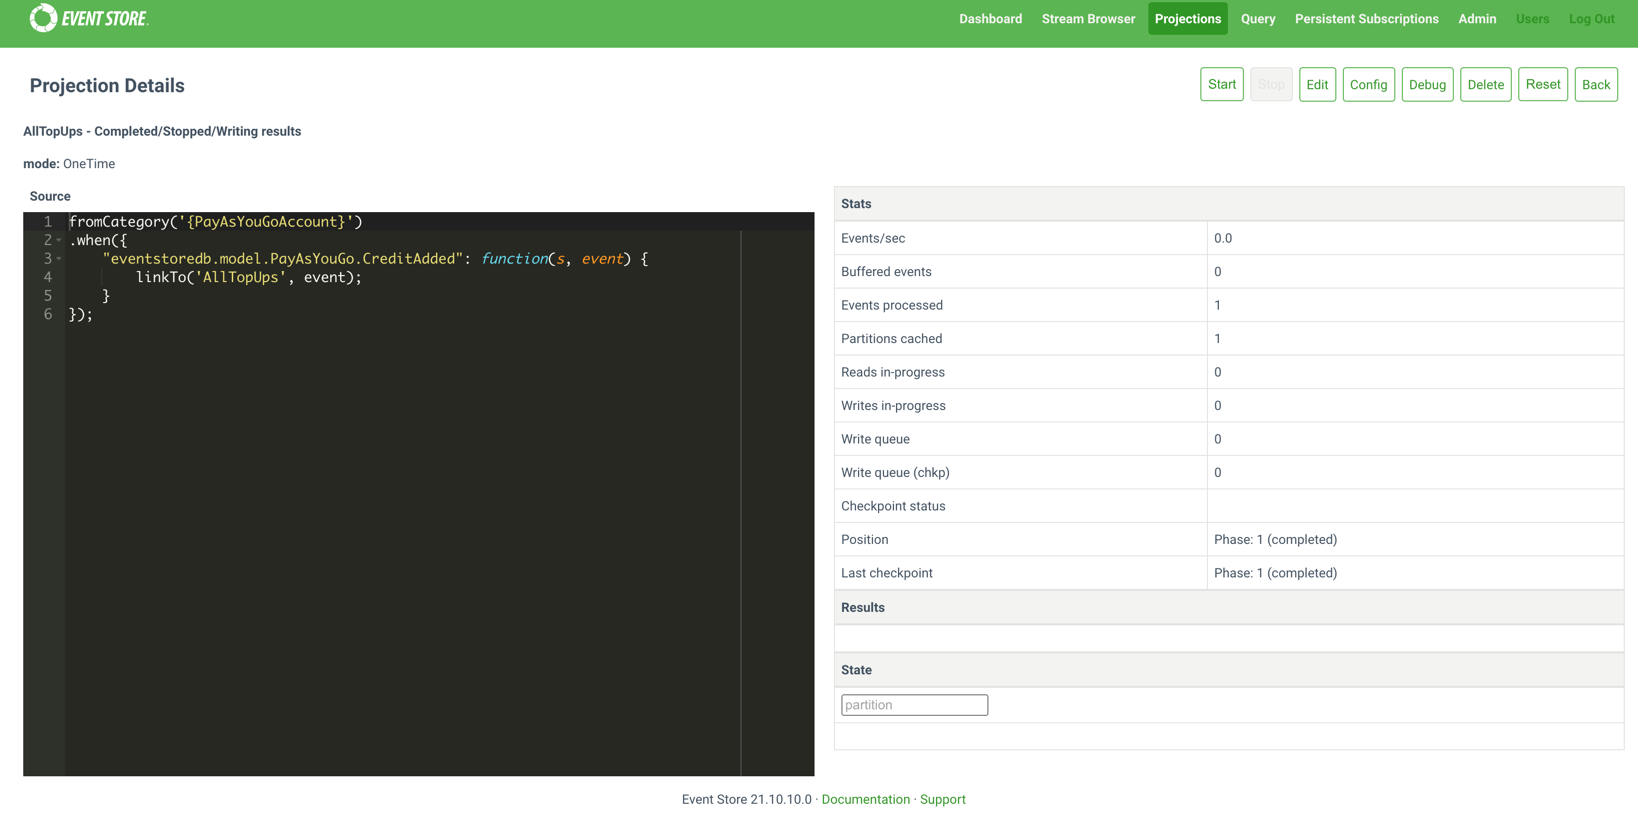 EVENT STORE
Dashboard Stream Browser Projections Query Persistent Subscriptions Admin Users Log Out
Projection Details
Start Stop Edit Config Debug Delete Reset Back
AllTopUps - Completed/Stopped/Writing results
mode: OneTime
Source
1 fromCategory('{PayAsYouGoAccount}')
2 .when({
3 "eventstoredb.model.PayAsYouGo.CreditAdded": function(s, event) {
4 linkTo('AllTopUps', event);
5 }
6 });
Stats
Events/sec 0.0
Buffered events 0
Events processed 1
Partitions cached 1
Reads in-progress 0
Writes in-progress 0
Write queue 0
Write queue (chkp) 0
Checkpoint status
Position Phase: 1 (completed)
Last checkpoint Phase: 1 (completed)
Results
State
partition
Event Store 21.10.10.0 · Documentation · Support